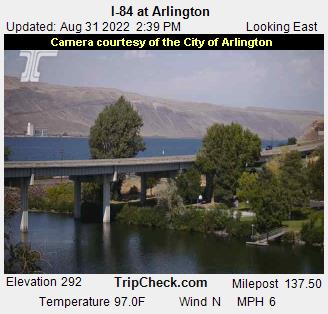 I-84 at Arlington
Updated: Aug 31 2022 2:39 PM Looking East
Camera courtesy of the City of Arlington
Elevation 292 TripCheck.com Milepost 137.50
Temperature 97.0F Wind N MPH 6